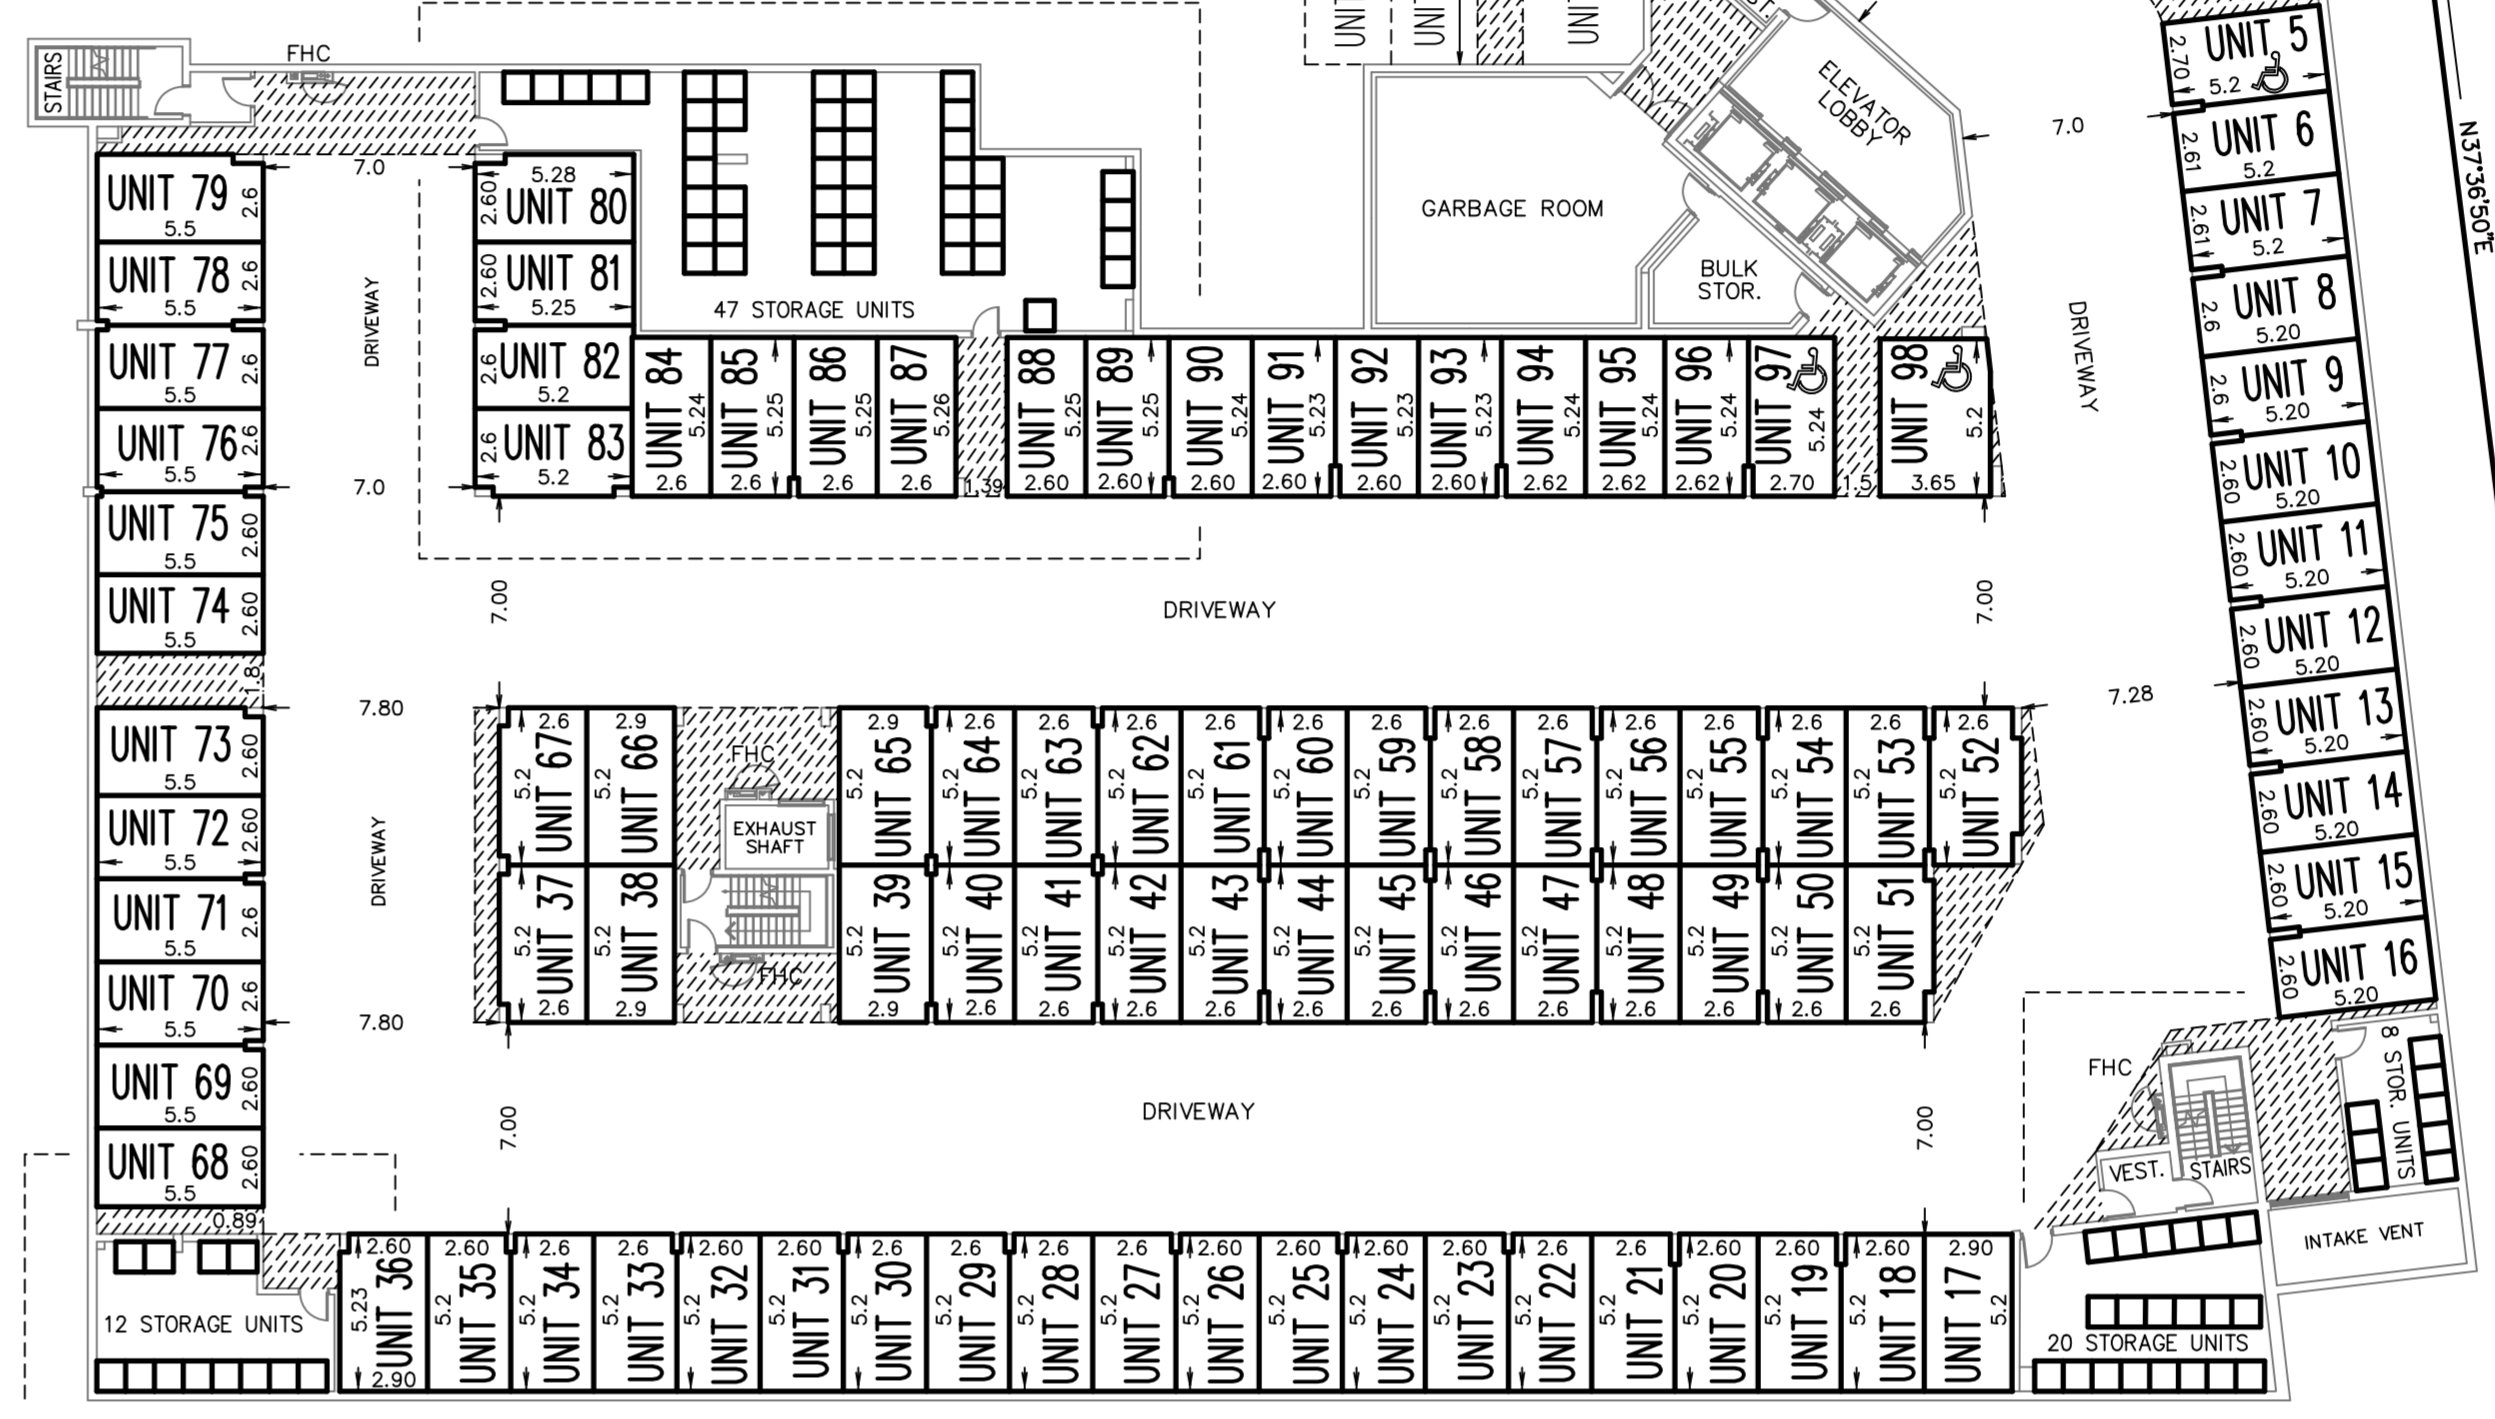 STAIRS
FHC
UNIT
UNIT
UNIT
ELEVATOR
LOBBY
GARBAGE ROOM
BULK
STOR.
47 STORAGE UNITS
7.0
7.0
DRIVEWAY
UNIT 79
5.5
2.6
UNIT 78
5.5
2.6
UNIT 77
5.5
2.6
UNIT 76
5.5
2.6
UNIT 75
5.5
2.60
UNIT 74
5.5
2.60
1.8
UNIT 73
5.5
2.60
UNIT 72
5.5
2.60
UNIT 71
5.5
2.6
UNIT 70
5.5
2.6
UNIT 69
5.5
2.60
UNIT 68
5.5
2.60
0.89
5.28
2.60
UNIT 80
2.60
UNIT 81
5.25
2.6
UNIT 82
5.2
2.6
UNIT 83
5.2
UNIT 84
5.24
2.6
UNIT 85
5.25
2.6
UNIT 86
5.25
2.6
UNIT 87
5.26
2.6
1.39
UNIT 88
5.25
2.60
UNIT 89
5.25
2.60
UNIT 90
5.24
2.60
UNIT 91
5.23
2.60
UNIT 92
5.23
2.60
UNIT 93
5.23
2.60
UNIT 94
5.24
2.62
UNIT 95
5.24
2.62
UNIT 96
5.24
2.62
UNIT 97
5.24
2.70
1.5
UNIT 98
5.2
3.65
7.0
DRIVEWAY
N37°36'50"E
2.70
UNIT 5
5.2
2.61
UNIT 6
5.2
2.61
UNIT 7
5.2
2.6
UNIT 8
5.20
2.6
UNIT 9
5.20
2.60
UNIT 10
5.20
2.60
UNIT 11
5.20
2.60
UNIT 12
5.20
2.60
UNIT 13
5.20
2.60
UNIT 14
5.20
2.60
UNIT 15
5.20
2.60
UNIT 16
5.20
7.00
DRIVEWAY
7.00
7.28
7.80
DRIVEWAY
7.80
2.6
5.2
UNIT 67
2.9
5.2
UNIT 66
FHC
EXHAUST
SHAFT
FHC
2.9
5.2
UNIT 65
2.6
5.2
UNIT 64
2.6
5.2
UNIT 63
2.6
5.2
UNIT 62
2.6
5.2
UNIT 61
2.6
5.2
UNIT 60
2.6
5.2
UNIT 59
2.6
5.2
UNIT 58
2.6
5.2
UNIT 57
2.6
5.2
UNIT 56
2.6
5.2
UNIT 55
2.6
5.2
UNIT 54
2.6
5.2
UNIT 53
2.6
5.2
UNIT 52
5.2
UNIT 37
2.6
5.2
UNIT 38
2.9
5.2
UNIT 39
2.9
5.2
UNIT 40
2.6
5.2
UNIT 41
2.6
5.2
UNIT 42
2.6
5.2
UNIT 43
2.6
5.2
UNIT 44
2.6
5.2
UNIT 45
2.6
5.2
UNIT 46
2.6
5.2
UNIT 47
2.6
5.2
UNIT 48
2.6
5.2
UNIT 49
2.6
5.2
UNIT 50
2.6
5.2
UNIT 51
2.6
7.00
DRIVEWAY
7.00
FHC
VEST.
STAIRS
8 STOR. UNITS
INTAKE VENT
12 STORAGE UNITS
2.60
5.23
UNIT 36
2.90
2.60
5.2
UNIT 35
2.6
5.2
UNIT 34
2.6
5.2
UNIT 33
2.60
5.2
UNIT 32
2.60
5.2
UNIT 31
2.6
5.2
UNIT 30
2.6
5.2
UNIT 29
2.6
5.2
UNIT 28
2.6
5.2
UNIT 27
2.60
5.2
UNIT 26
2.60
5.2
UNIT 25
2.60
5.2
UNIT 24
2.60
5.2
UNIT 23
2.6
5.2
UNIT 22
2.6
5.2
UNIT 21
2.60
5.2
UNIT 20
2.60
5.2
UNIT 19
2.60
5.2
UNIT 18
2.90
UNIT 17
5.2
20 STORAGE UNITS